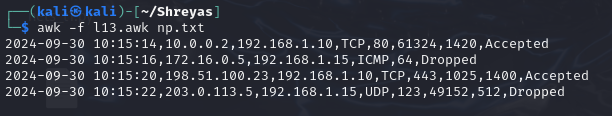 ┌──(kali㉿kali)-[~/Shreyas]
└─$ awk -f l13.awk np.txt
2024-09-30 10:15:14,10.0.0.2,192.168.1.10,TCP,80,61324,1420,Accepted
2024-09-30 10:15:16,172.16.0.5,192.168.1.15,ICMP,64,Dropped
2024-09-30 10:15:20,198.51.100.23,192.168.1.10,TCP,443,1025,1400,Accepted
2024-09-30 10:15:22,203.0.113.5,192.168.1.15,UDP,123,49152,512,Dropped